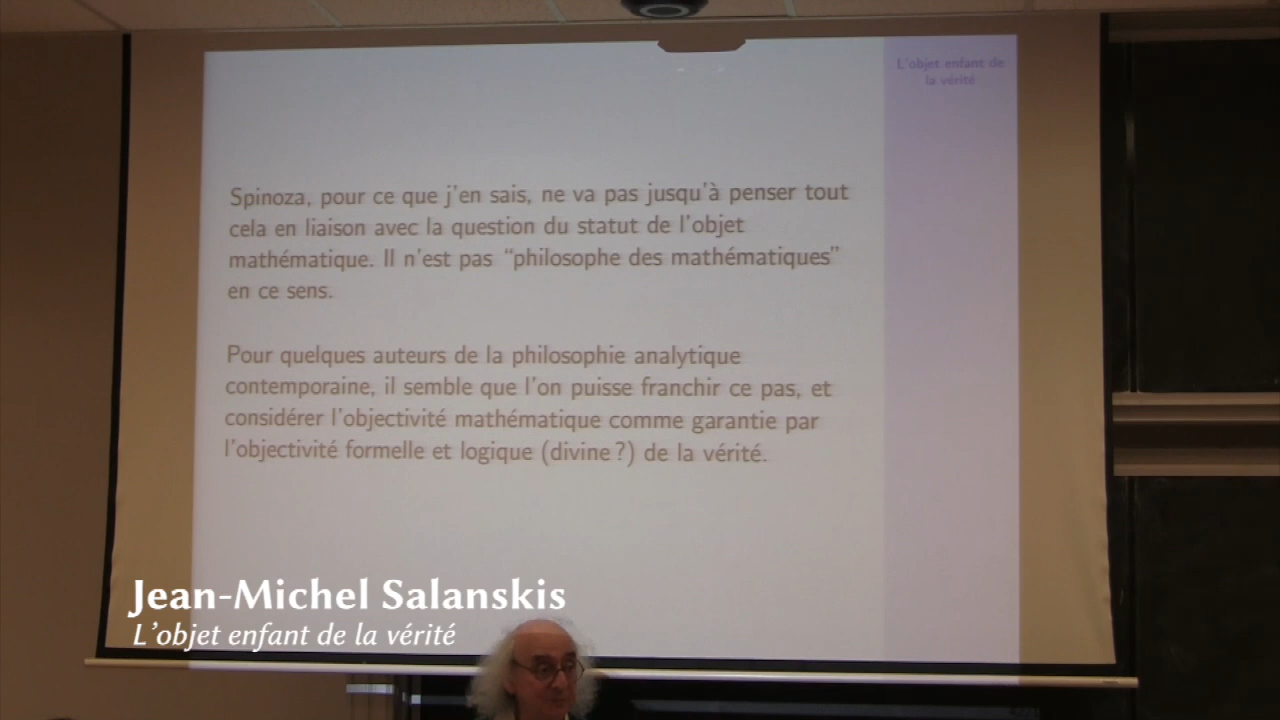 L'objet enfant de
la vérité
Spinoza, pour ce que j'en sais, ne va pas jusqu'à penser tout
cela en liaison avec la question du statut de l'objet
mathématique. Il n'est pas “philosophe des mathématiques”
en ce sens.
Pour quelques auteurs de la philosophie analytique
contemporaine, il semble que l'on puisse franchir ce pas, et
considérer l'objectivité mathématique comme garantie par
l'objectivité formelle et logique (divine ?) de la vérité.
Jean-Michel Salanskis
L'objet enfant de la vérité